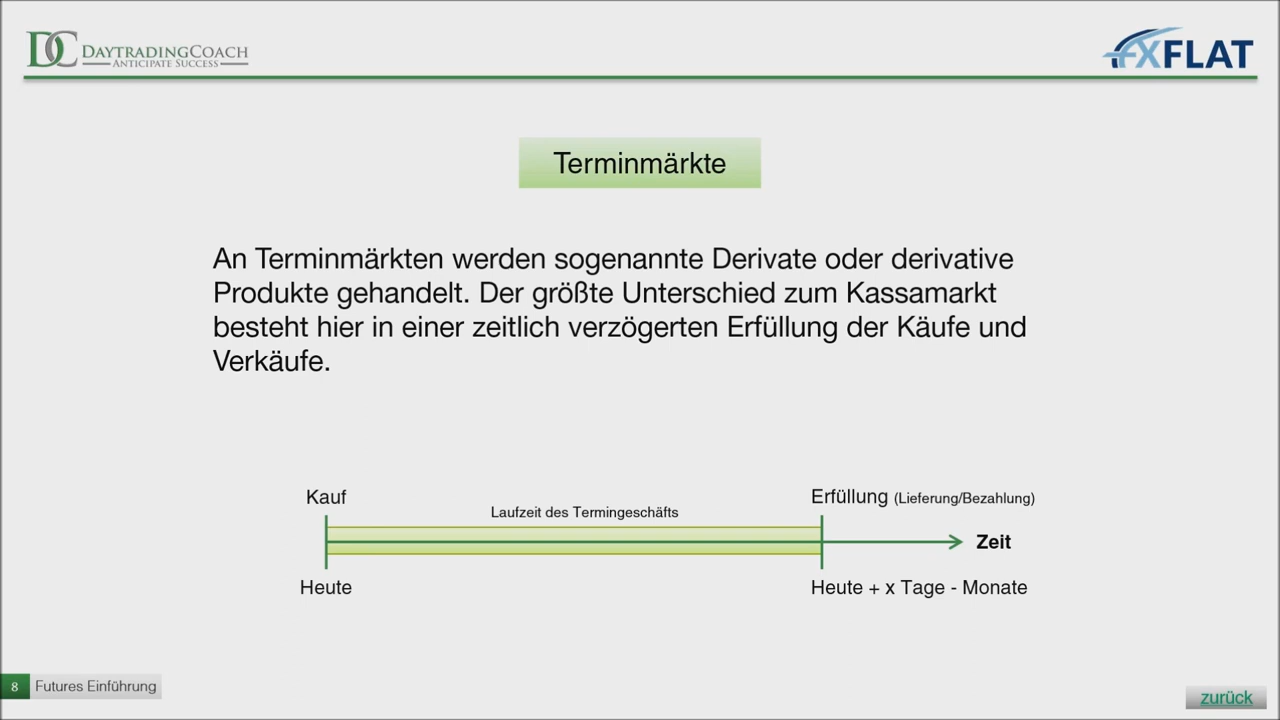 DC DAYTRADINGCOACH
ANTICIPATE SUCCESS
FXFLAT
Terminmärkte
An Terminmärkten werden sogenannte Derivate oder derivative
Produkte gehandelt. Der größte Unterschied zum Kassamarkt
besteht hier in einer zeitlich verzögerten Erfüllung der Käufe und
Verkäufe.
Kauf
Laufzeit des Termingeschäfts
Erfüllung (Lieferung/Bezahlung)
Zeit
Heute
Heute + x Tage - Monate
8 Futures Einführung
zurück